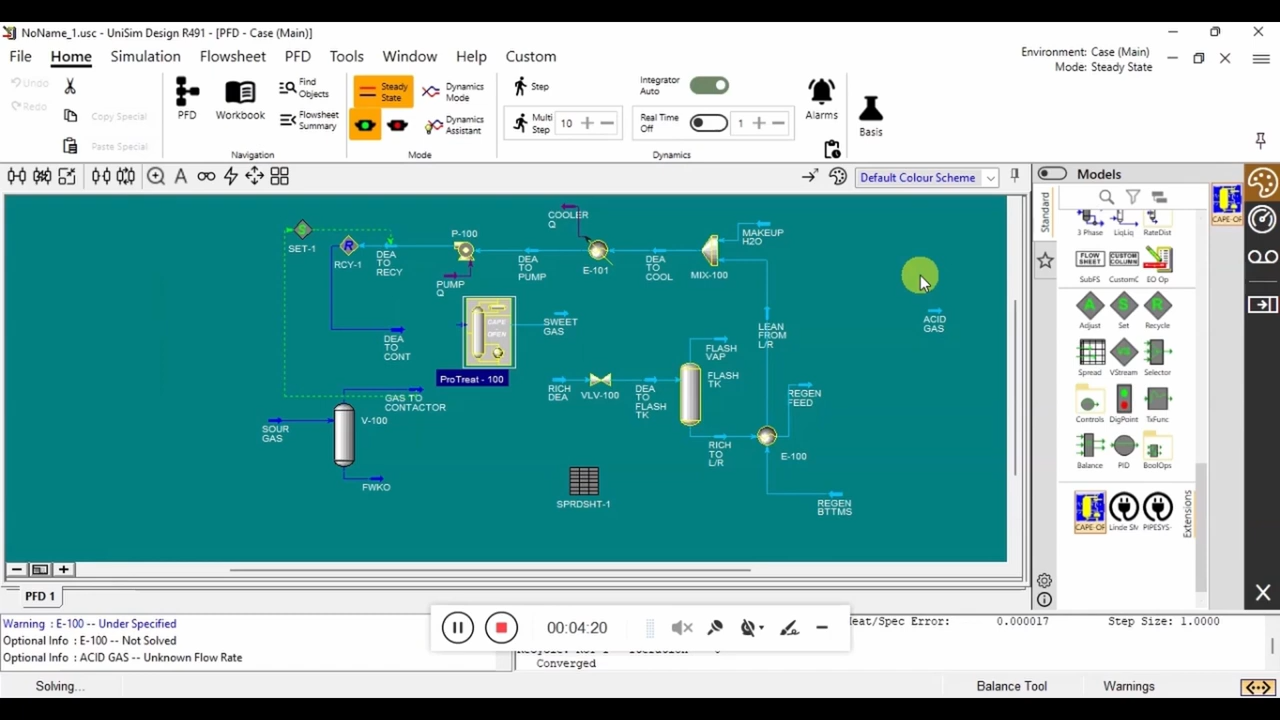 NoName_1.usc - UniSim Design R491 - [PFD - Case (Main)]
File Home Simulation Flowsheet PFD Tools Window Help Custom
Environment: Case (Main)
Mode: Steady State
Undo
Redo
Copy Special
Paste Special
PFD
Workbook
Find Objects
Flowsheet Summary
Navigation
Steady State
Dynamics Mode
Dynamics Assistant
Mode
Step
Multi Step 10
Integrator Auto
Real Time Off 1
Dynamics
Alarms
Basis
Default Colour Scheme
Models
Standard
CAPE-OF
SET-1
RCY-1
DEA
TO
RECY
P-100
PUMP
Q
DEA
TO
PUMP
COOLER
Q
E-101
DEA
TO
COOL
MIX-100
MAKEUP
H2O
ACID
GAS
DEA
TO
CONT
CAPE
OPEN
ProTreat - 100
SWEET
GAS
LEAN
FROM
L/R
FLASH
VAP
FLASH
TK
RICH
DEA
VLV-100
DEA
TO
FLASH
TK
REGEN
FEED
RICH
TO
L/R
E-100
REGEN
BTTMS
SOUR
GAS
V-100
GAS TO
CONTACTOR
FWKO
SPRDSHT-1
3 Phase LiqLiq RateDist
FLOW SHEET
CUSTOM COLUMN
SubFS CustomC EO Op
A S R
Adjust Set Recycle
Spread VStream Selector
Controls DigPoint TxFunc
Balance PID BoolOps
CAPE-OF Linde SM PIPESYS-
Extensions
PFD 1
Warning : E-100 -- Under Specified
Optional Info : E-100 -- Not Solved
Optional Info : ACID GAS -- Unknown Flow Rate
00:04:20
Heat/Spec Error: 0.000017 Step Size: 1.0000
Converged
Solving...
Balance Tool
Warnings